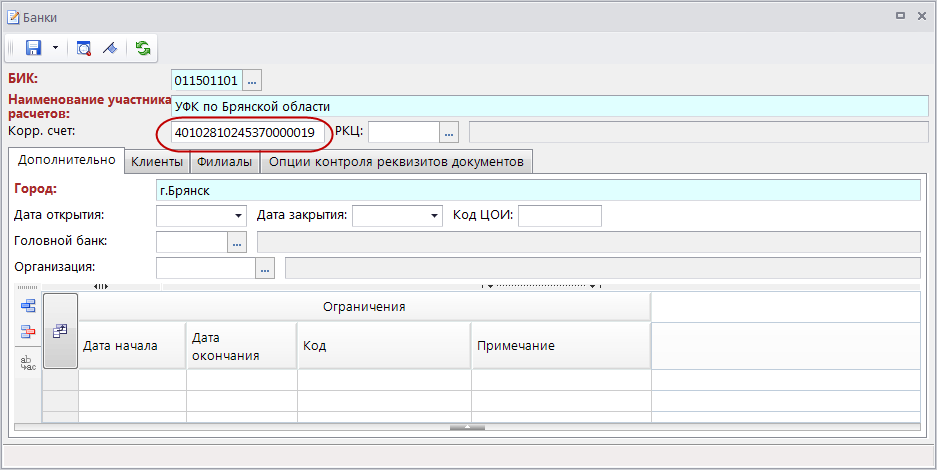 Банки
БИК: 011501101 ...
Наименование участника расчетов: УФК по Брянской области
Корр. счет: 40102810245370000019 РКЦ: ...
Дополнительно Клиенты Филиалы Опции контроля реквизитов документов
Город: г.Брянск
Дата открытия: Дата закрытия: Код ЦОИ:
Головной банк: ...
Организация: ...
Ограничения
Дата начала Дата окончания Код Примечание
ab
ac